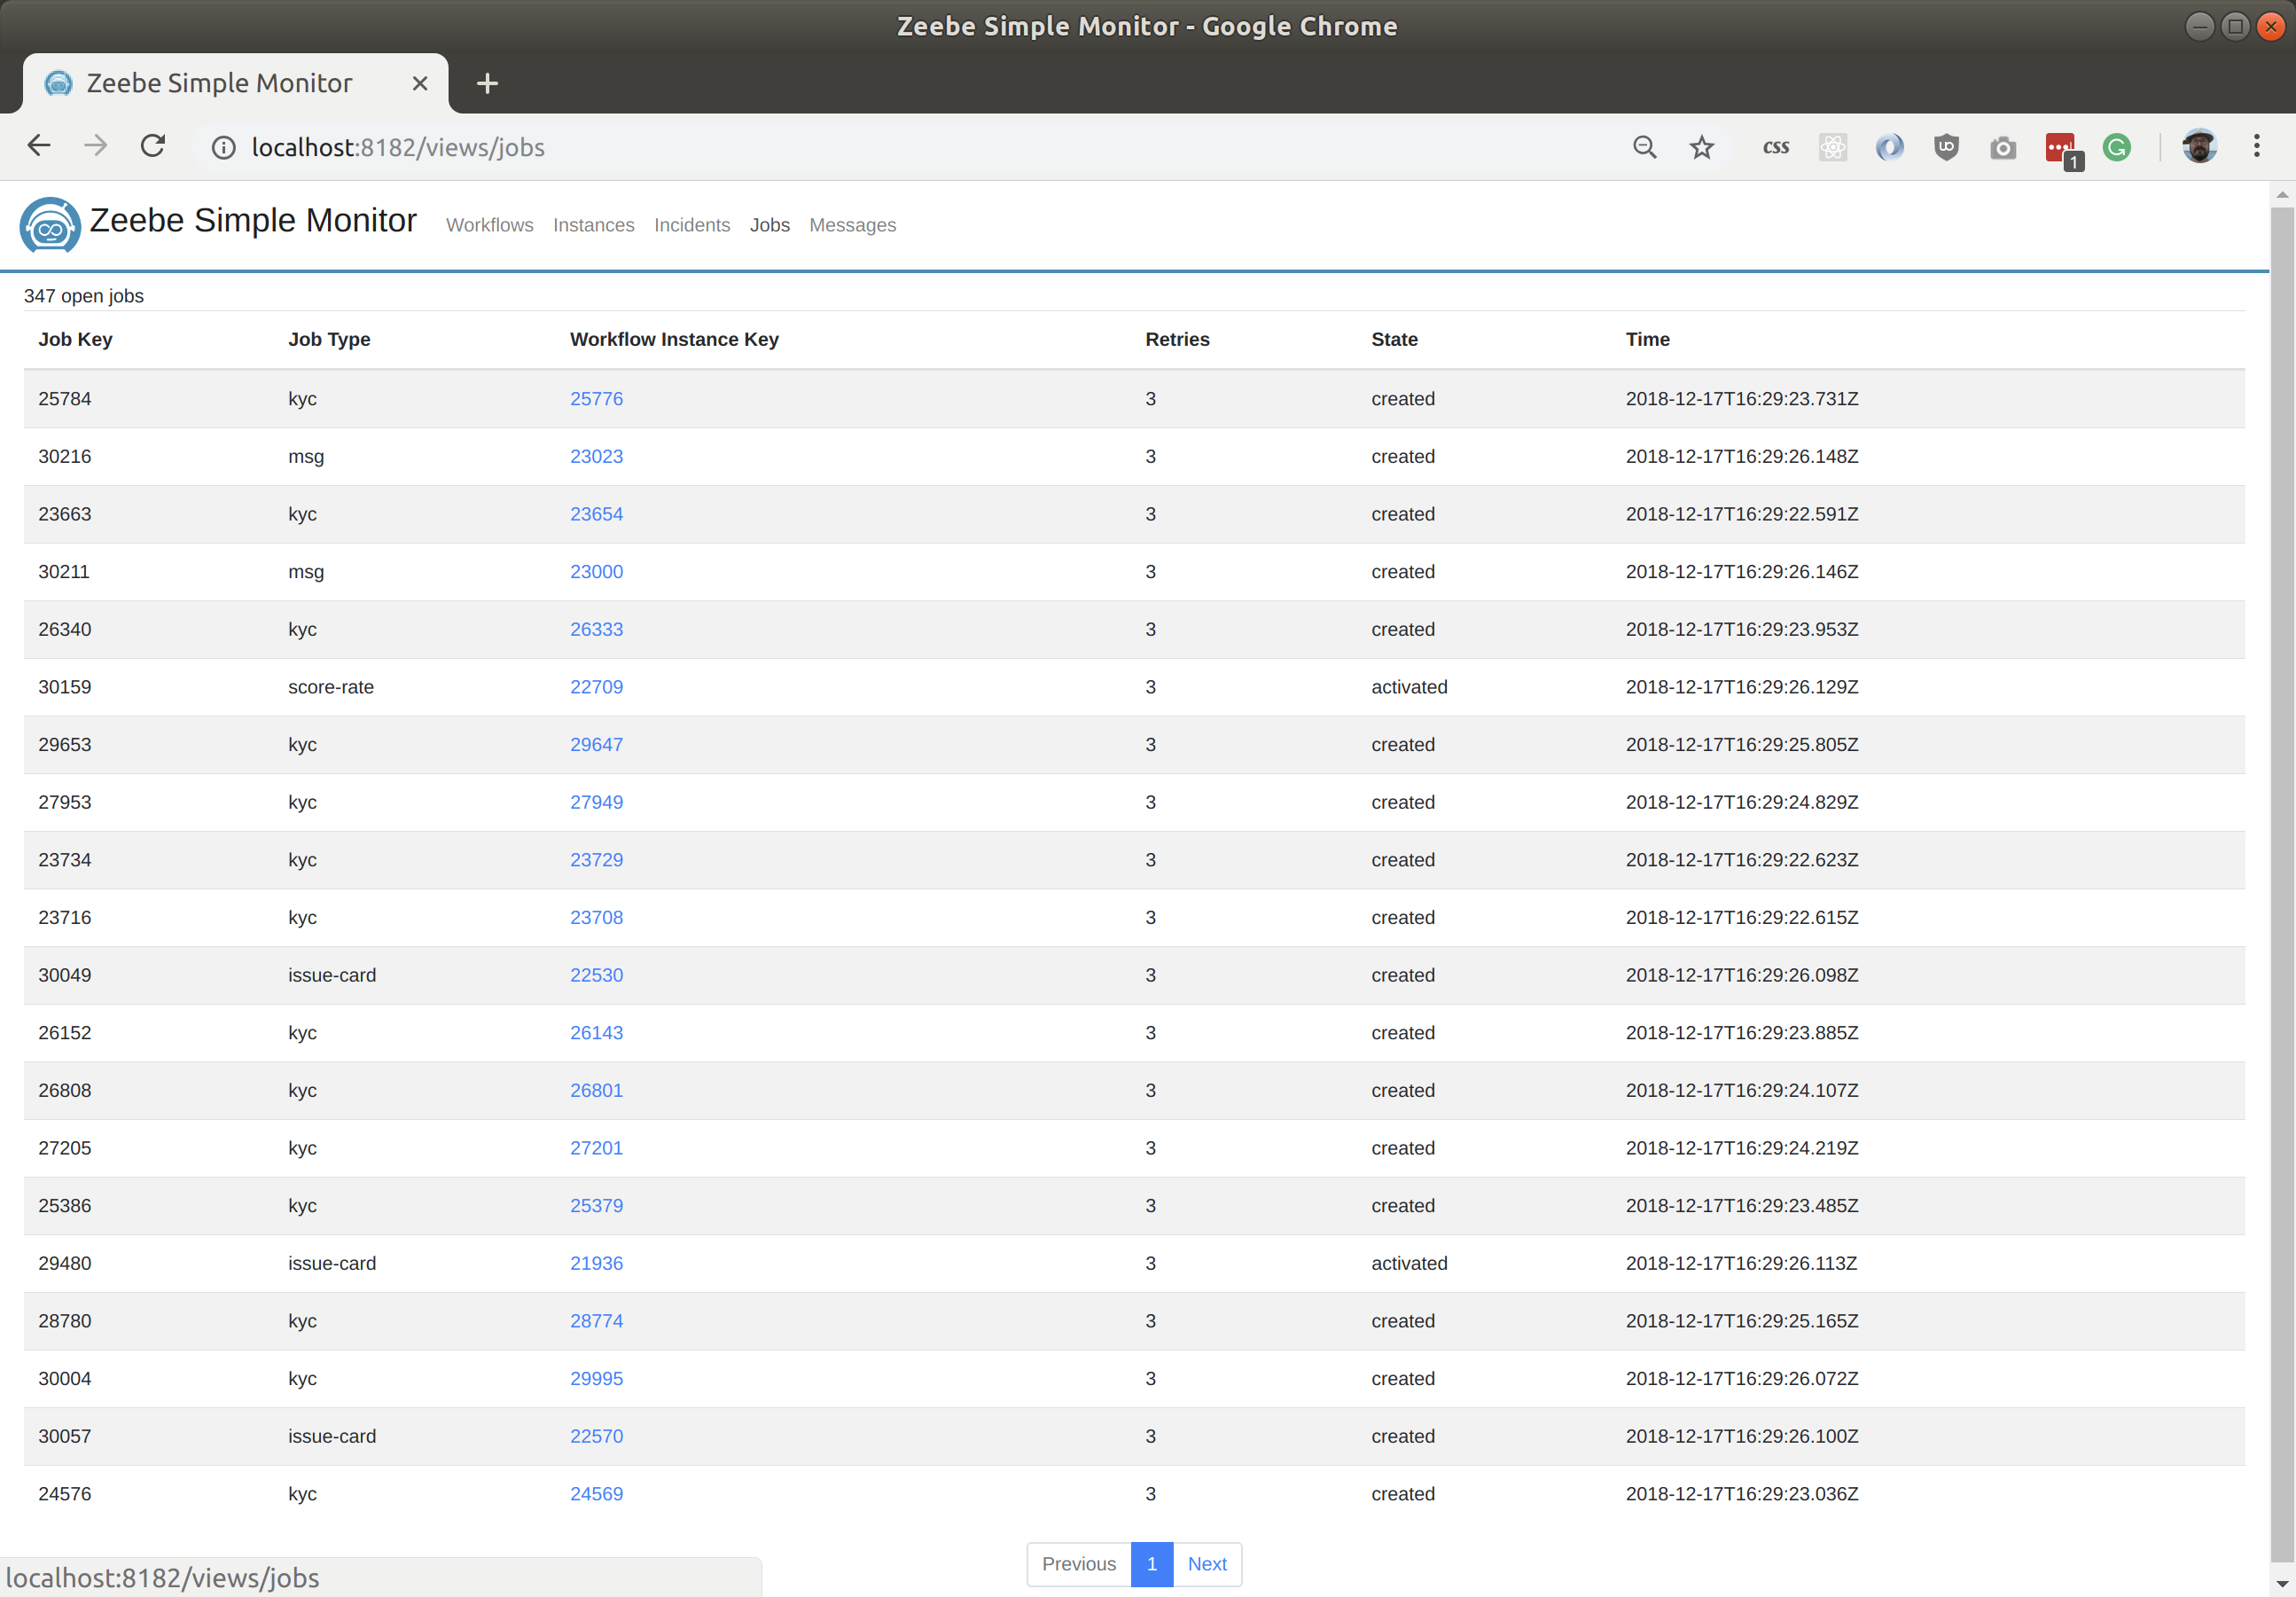 Zeebe Simple Monitor - Google Chrome
Zeebe Simple Monitor
localhost:8182/views/jobs
css
1
Zeebe Simple Monitor Workflows Instances Incidents Jobs Messages
347 open jobs
Job Key Job Type Workflow Instance Key Retries State Time
25784 kyc 25776 3 created 2018-12-17T16:29:23.731Z
30216 msg 23023 3 created 2018-12-17T16:29:26.148Z
23663 kyc 23654 3 created 2018-12-17T16:29:22.591Z
30211 msg 23000 3 created 2018-12-17T16:29:26.146Z
26340 kyc 26333 3 created 2018-12-17T16:29:23.953Z
30159 score-rate 22709 3 activated 2018-12-17T16:29:26.129Z
29653 kyc 29647 3 created 2018-12-17T16:29:25.805Z
27953 kyc 27949 3 created 2018-12-17T16:29:24.829Z
23734 kyc 23729 3 created 2018-12-17T16:29:22.623Z
23716 kyc 23708 3 created 2018-12-17T16:29:22.615Z
30049 issue-card 22530 3 created 2018-12-17T16:29:26.098Z
26152 kyc 26143 3 created 2018-12-17T16:29:23.885Z
26808 kyc 26801 3 created 2018-12-17T16:29:24.107Z
27205 kyc 27201 3 created 2018-12-17T16:29:24.219Z
25386 kyc 25379 3 created 2018-12-17T16:29:23.485Z
29480 issue-card 21936 3 activated 2018-12-17T16:29:26.113Z
28780 kyc 28774 3 created 2018-12-17T16:29:25.165Z
30004 kyc 29995 3 created 2018-12-17T16:29:26.072Z
30057 issue-card 22570 3 created 2018-12-17T16:29:26.100Z
24576 kyc 24569 3 created 2018-12-17T16:29:23.036Z
Previous 1 Next
localhost:8182/views/jobs